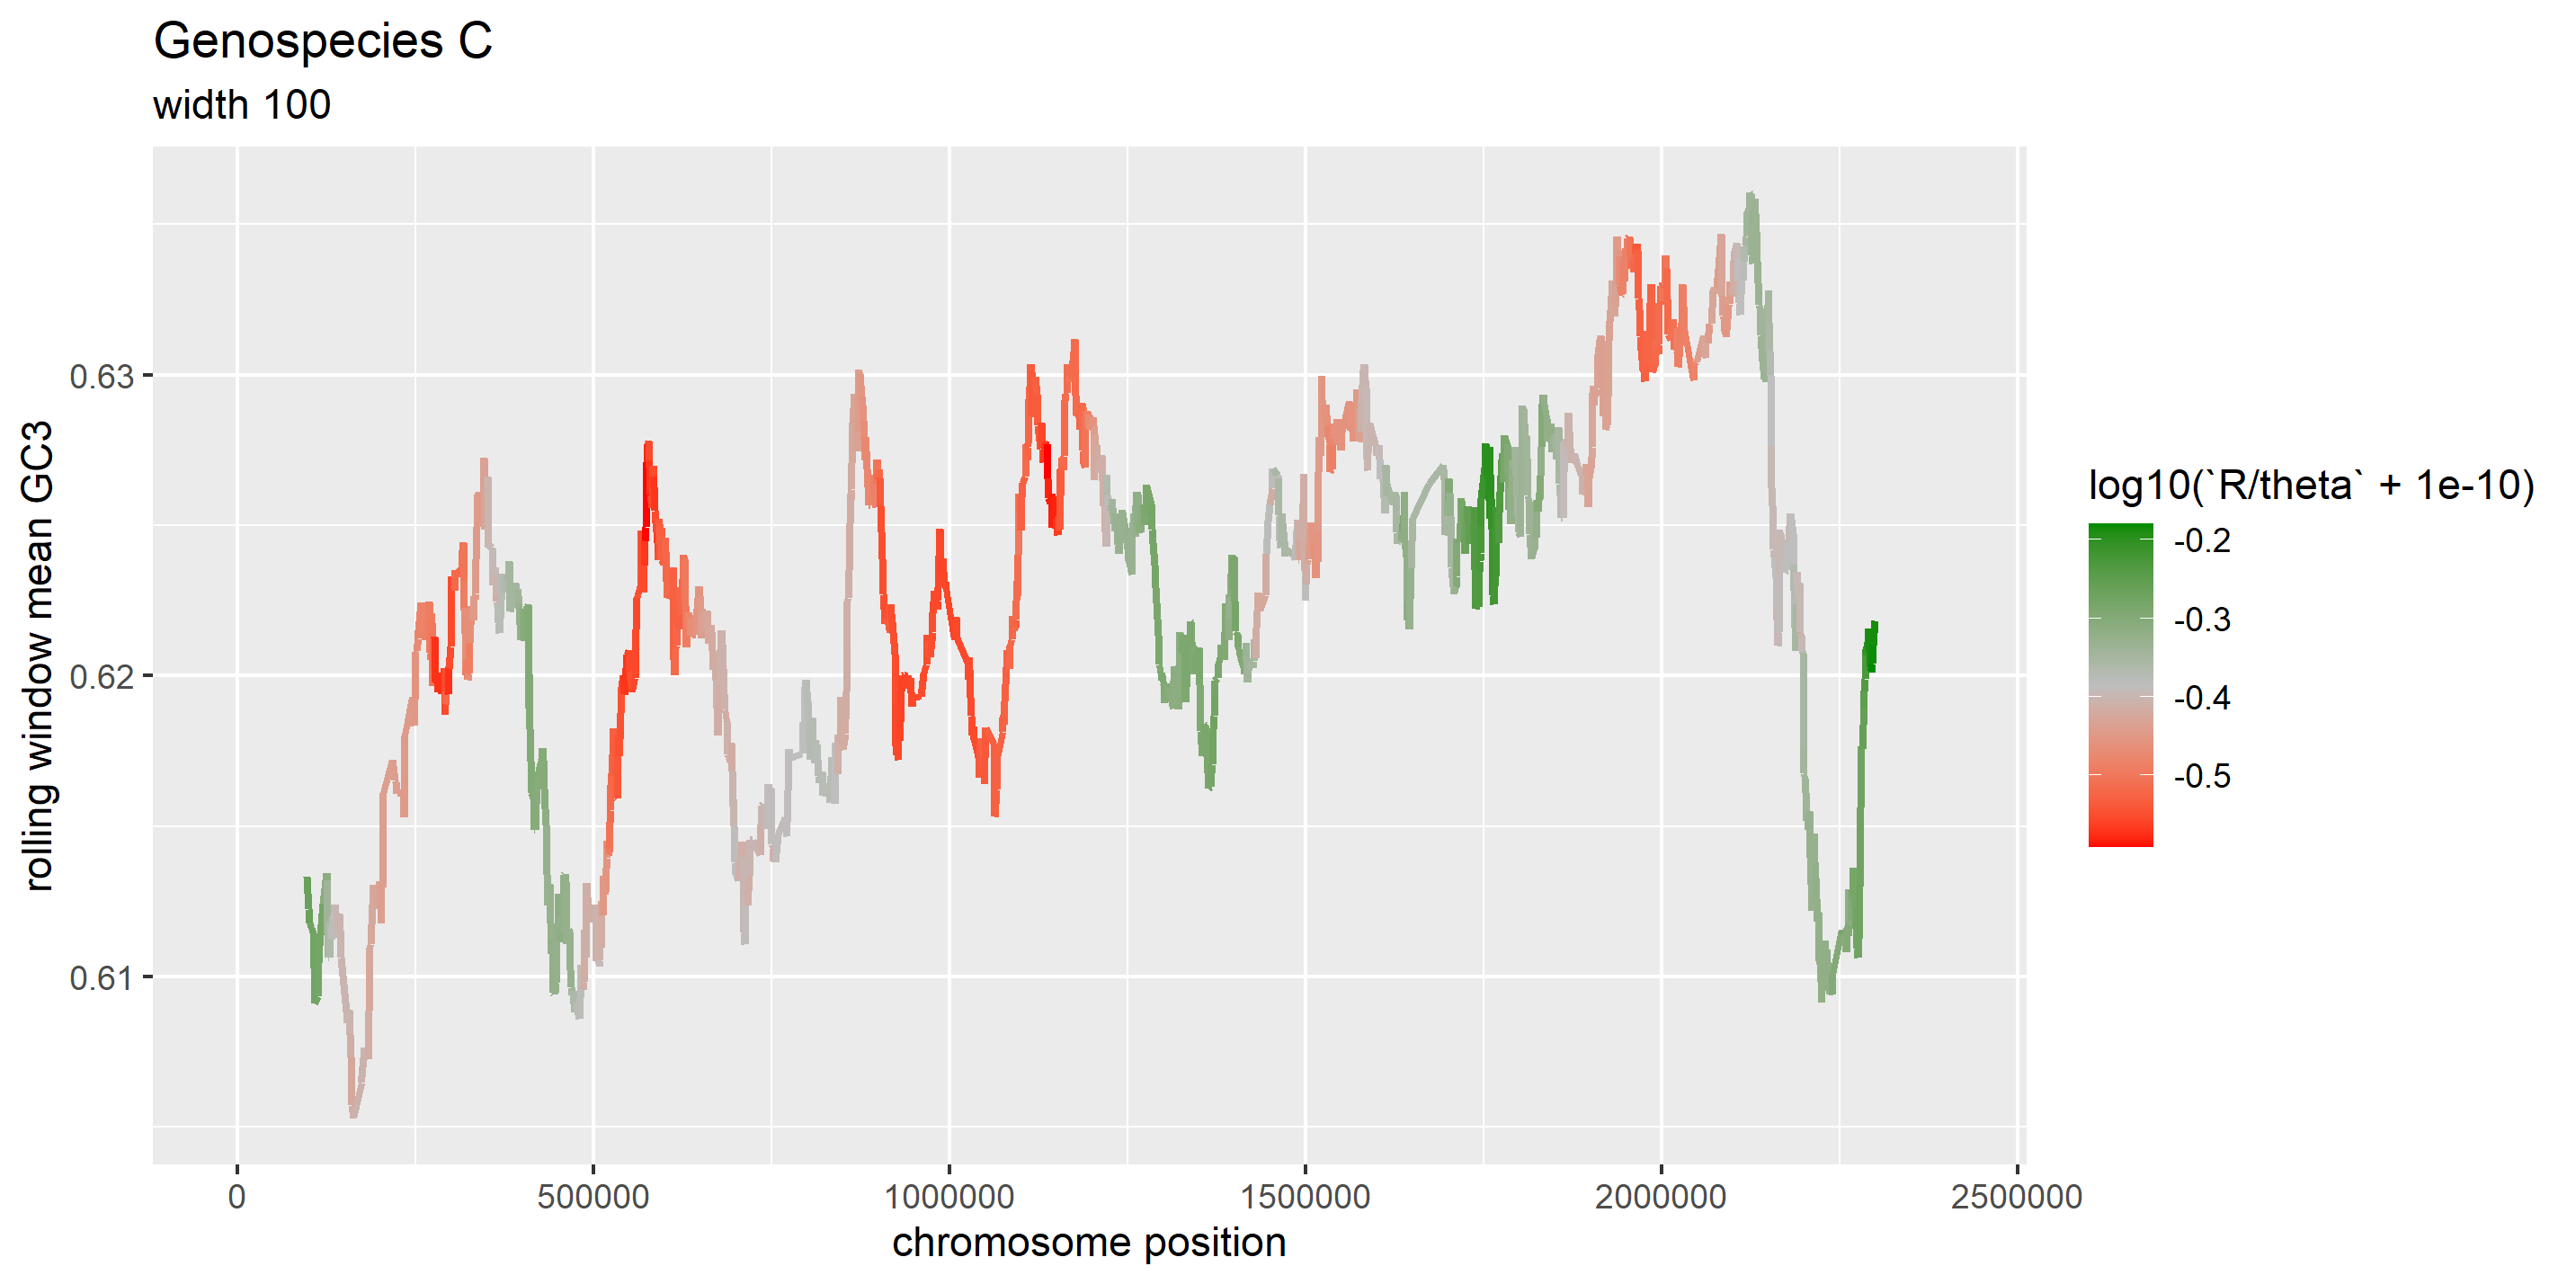 Genospecies C
width 100
rolling window mean GC3
0.63
0.62
0.61
0
500000
1000000
1500000
2000000
2500000
chromosome position
log10(`R/theta` + 1e-10)
-0.2
-0.3
-0.4
-0.5